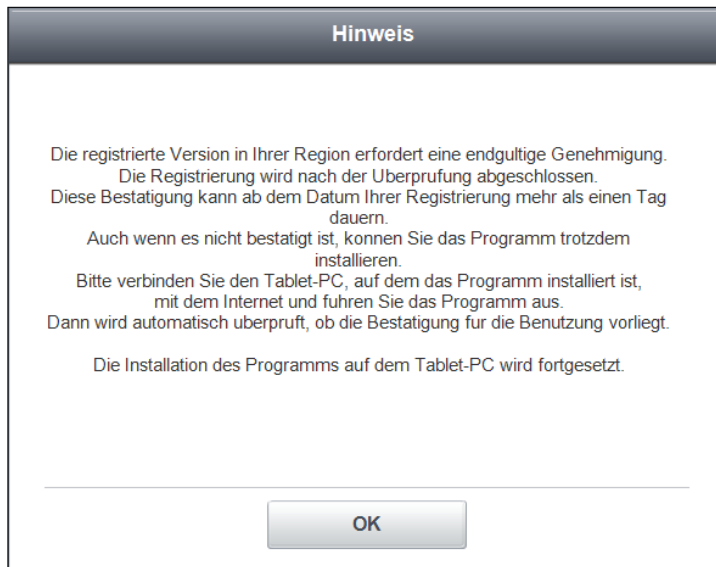 Hinweis
Die registrierte Version in Ihrer Region erfordert eine endgultige Genehmigung.
Die Registrierung wird nach der Uberprufung abgeschlossen.
Diese Bestatigung kann ab dem Datum Ihrer Registrierung mehr als einen Tag
dauern.
Auch wenn es nicht bestatigt ist, konnen Sie das Programm trotzdem
installieren.
Bitte verbinden Sie den Tablet-PC, auf dem das Programm installiert ist,
mit dem Internet und fuhren Sie das Programm aus.
Dann wird automatisch uberpruft, ob die Bestatigung fur die Benutzung vorliegt.
Die Installation des Programms auf dem Tablet-PC wird fortgesetzt.
OK